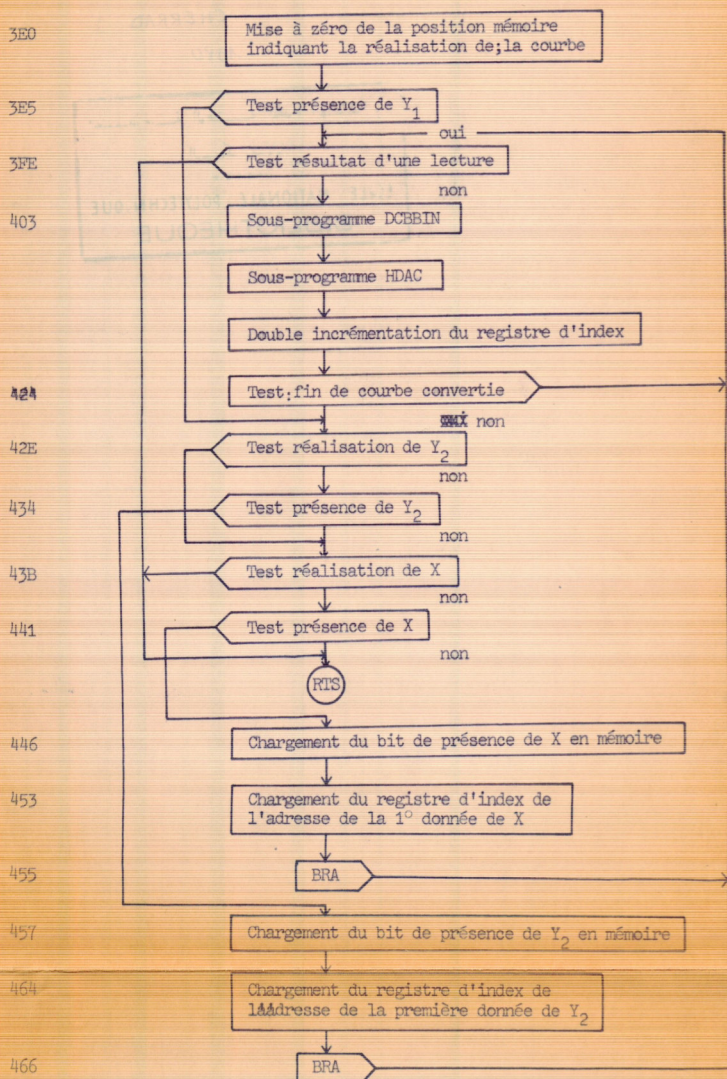 3E0
Mise à zéro de la position mémoire
indiquant la réalisation de;la courbe
3E5
Test présence de Y1
oui
3FE
Test résultat d'une lecture
non
403
Sous-programme DCBBIN
Sous-programme HDAC
Double incrémentation du registre d'index
424
Test:fin de courbe convertie
non
42E
Test réalisation de Y2
non
434
Test présence de Y2
non
43B
Test réalisation de X
non
441
Test présence de X
non
RTS
446
Chargement du bit de présence de X en mémoire
453
Chargement du registre d'index de
l'adresse de la 1° donnée de X
455
BRA
457
Chargement du bit de présence de Y2 en mémoire
464
Chargement du registre d'index de
de la première donnée de Y2
466
BRA